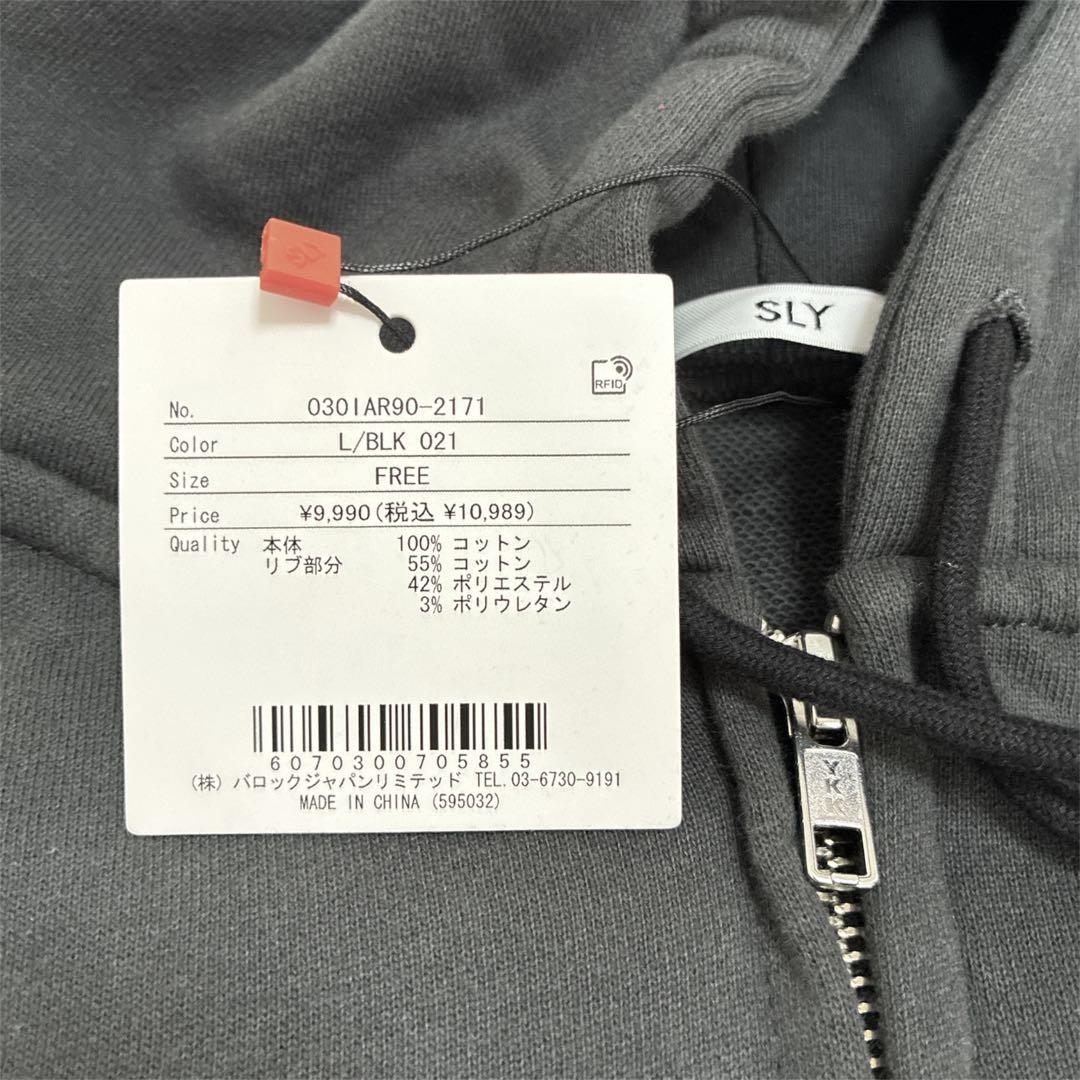 SLY
SLY
RFID
No. 030IAR90-2171
Color L/BLK 021
Size FREE
Price ¥9,990(税込 ¥10,989)
Quality 本体 100% コットン
リブ部分 55% コットン
42% ポリエステル
3% ポリウレタン
6070300705855
(株) バロックジャパンリミテッド TEL. 03-6730-9191
MADE IN CHINA (595032)
YKK